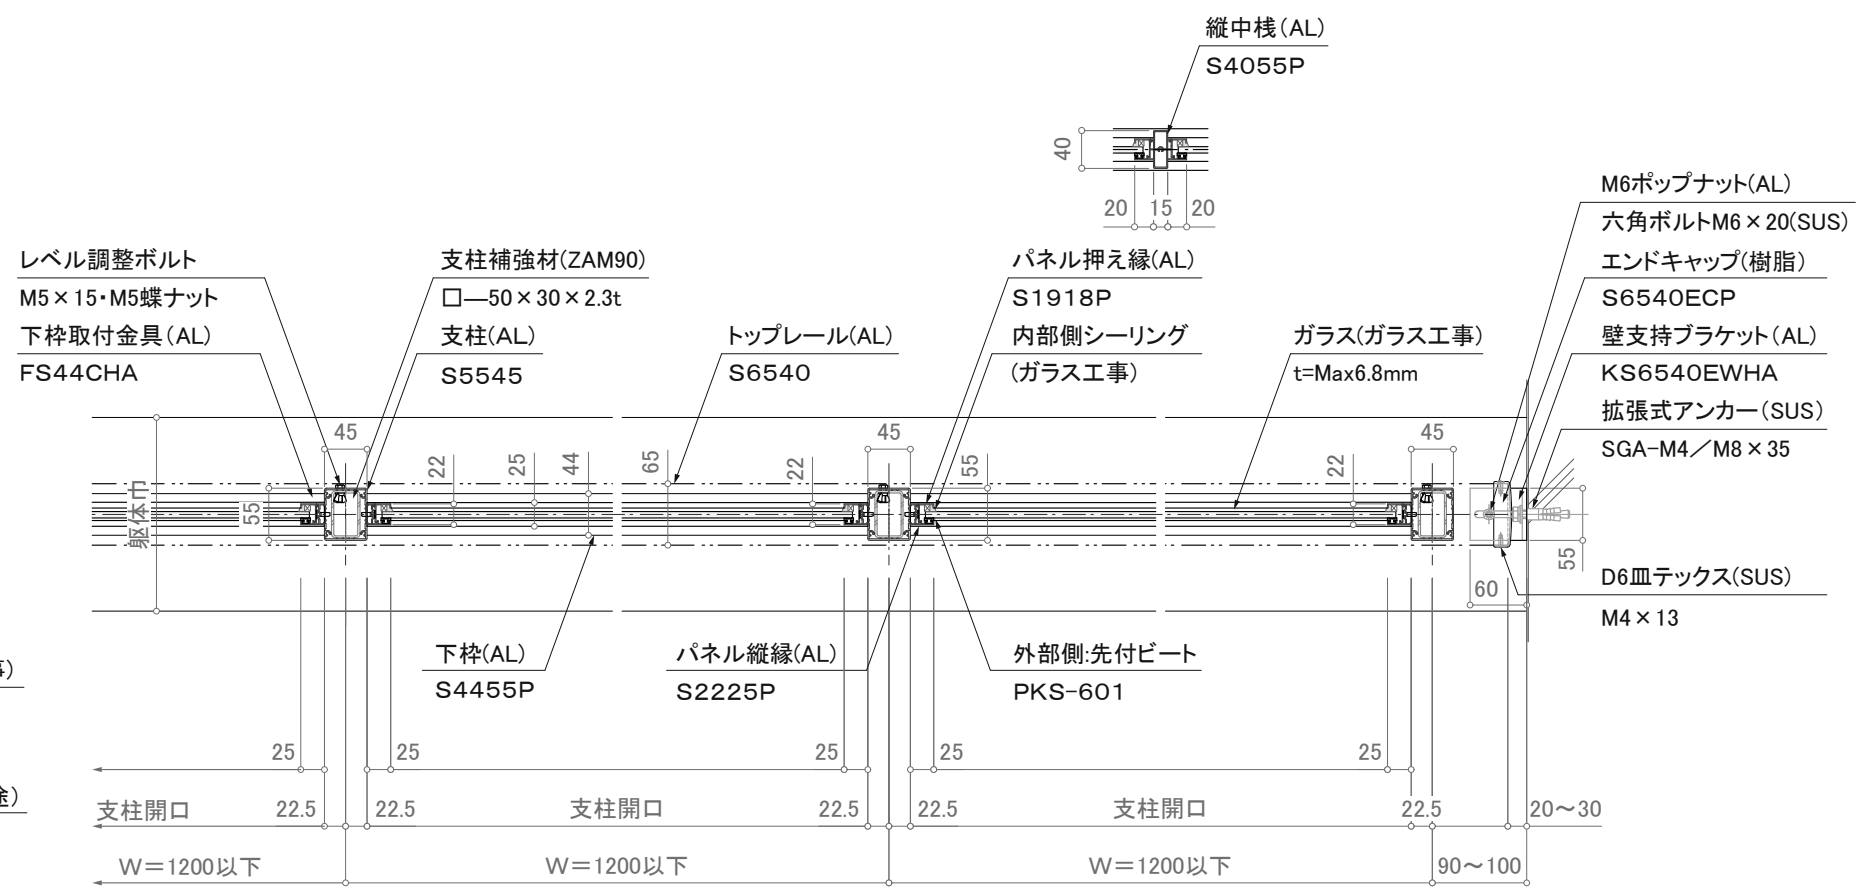 縦中桟(AL)
S4055P
40
20
15
20
M6ポップナット(AL)
六角ボルトM6×20(SUS)
エンドキャップ(樹脂)
S6540ECP
壁支持ブラケット(AL)
KS6540EWHA
拡張式アンカー(SUS)
SGA-M4／M8×35
レベル調整ボルト
M5×15・M5蝶ナット
下枠取付金具(AL)
FS44CHA
支柱補強材(ZAM90)
□―50×30×2.3t
支柱(AL)
S5545
トップレール(AL)
S6540
パネル押え縁(AL)
S1918P
内部側シーリング
(ガラス工事)
ガラス(ガラス工事)
t=Max6.8mm
45
45
45
22
25
44
65
22
55
22
躯体巾
55
55
60
D6皿テックス(SUS)
M4×13
下枠(AL)
S4455P
パネル縦縁(AL)
S2225P
外部側:先付ビート
PKS-601
事)
途)
25
25
25
25
25
支柱開口
22.5
22.5
支柱開口
22.5
22.5
支柱開口
22.5
20～30
W＝1200以下
W＝1200以下
W＝1200以下
90～100